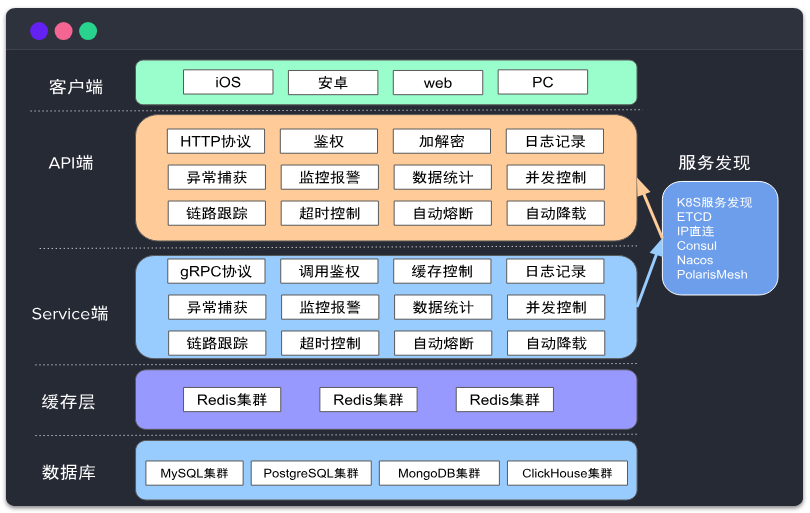 客户端
iOS
安卓
web
PC
API端
HTTP协议
鉴权
加解密
日志记录
异常捕获
监控报警
数据统计
并发控制
链路跟踪
超时控制
自动熔断
自动降载
服务发现
K8S服务发现
ETCD
IP直连
Consul
Nacos
PolarisMesh
Service端
gRPC协议
调用鉴权
缓存控制
日志记录
异常捕获
监控报警
数据统计
并发控制
链路跟踪
超时控制
自动熔断
自动降载
缓存层
Redis集群
Redis集群
Redis集群
数据库
MySQL集群
PostgreSQL集群
MongoDB集群
ClickHouse集群